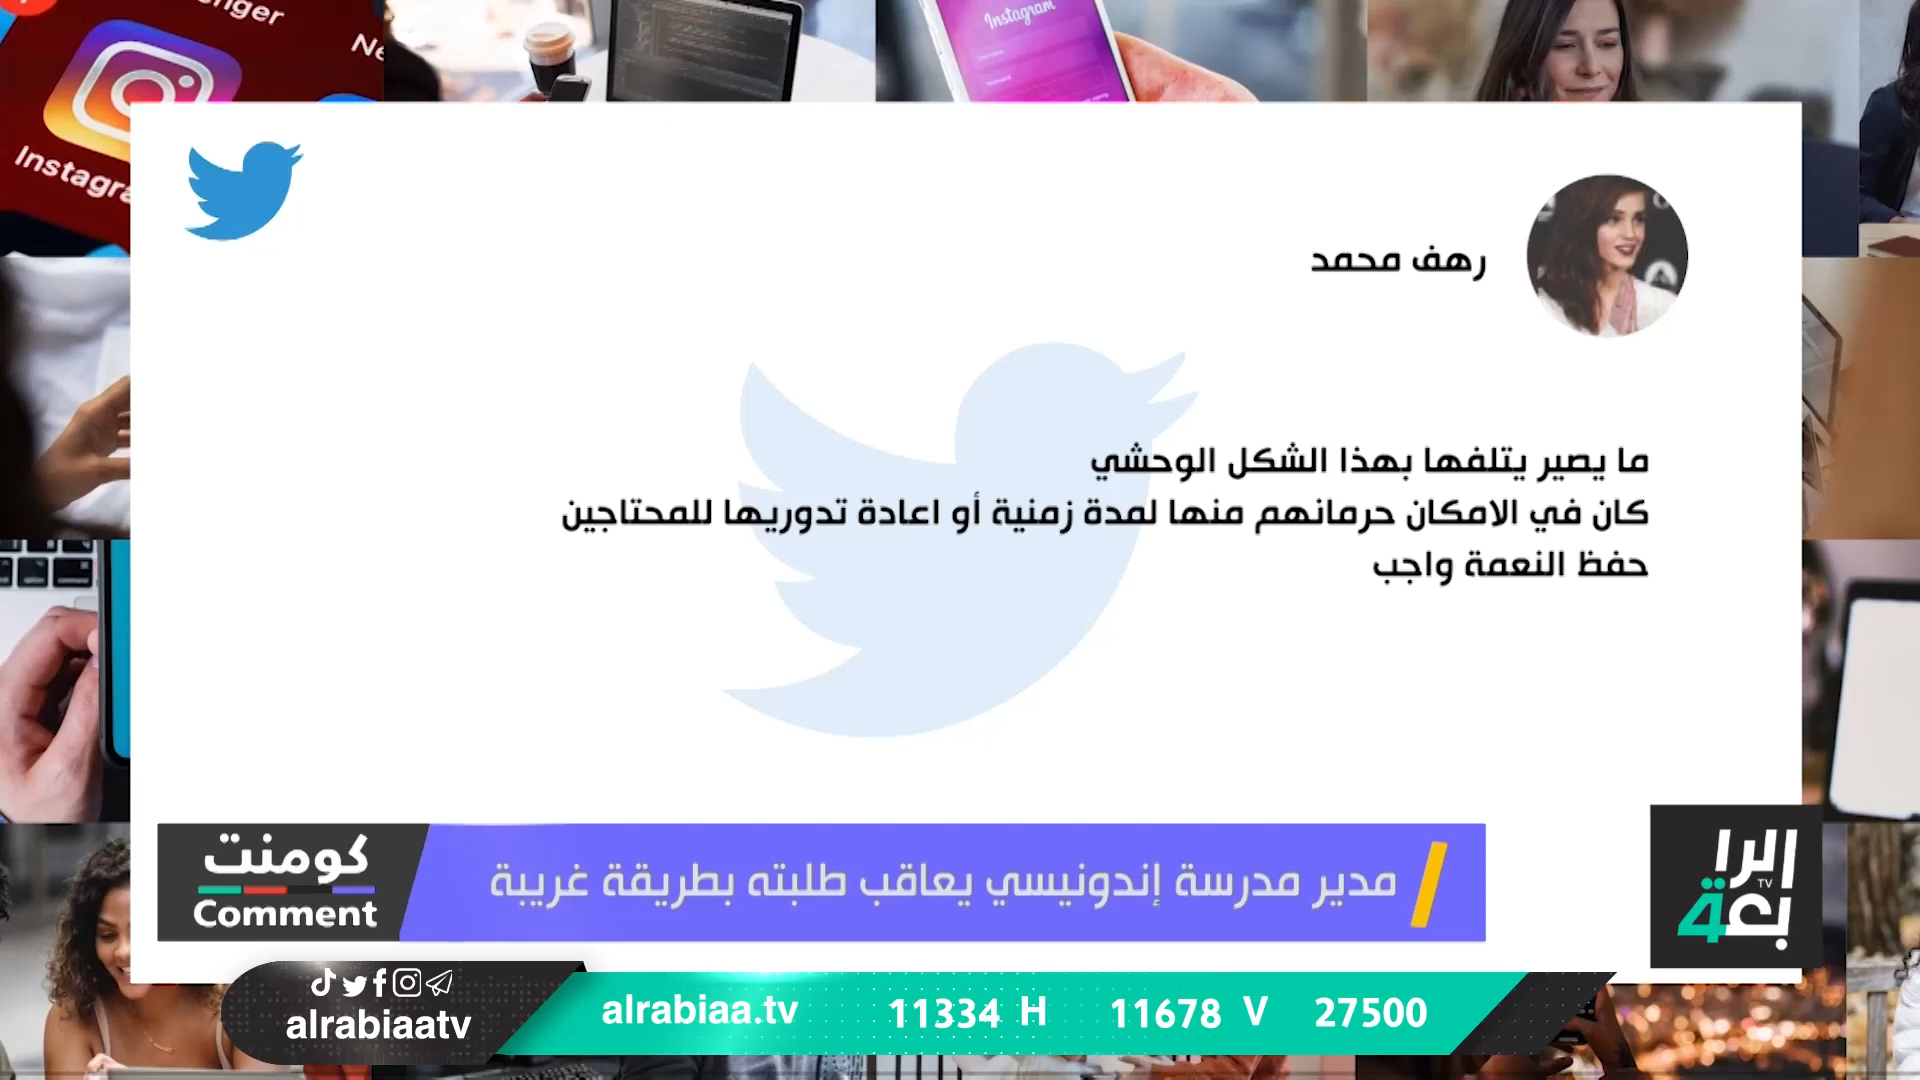 Instagram
رهف محمد
ما يصير يتلفها بهذا الشكل الوحشي
كان في الامكان حرمانهم منها لمدة زمنية أو اعادة تدوريها للمحتاجين
حفظ النعمة واجب
مدير مدرسة إندونيسي يعاقب طلبته بطريقة غريبة
كومنت
Comment
الرابعة
TV
alrabiaatv
alrabiaa.tv 11334 H 11678 V 27500